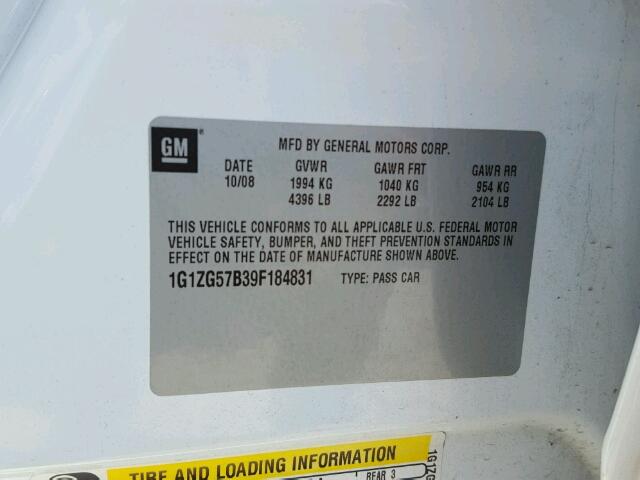 GM
MFD BY GENERAL MOTORS CORP.
DATE GVWR GAWR FRT GAWR RR
10/08 1994 KG 1040 KG 954 KG
4396 LB 2292 LB 2104 LB
THIS VEHICLE CONFORMS TO ALL APPLICABLE U.S. FEDERAL MOTOR
VEHICLE SAFETY, BUMPER, AND THEFT PREVENTION STANDARDS IN
EFFECT ON THE DATE OF MANUFACTURE SHOWN ABOVE.
1G1ZG57B39F184831 TYPE: PASS CAR
TIRE AND LOADING INFORMATION
REAR 3
1G1ZG